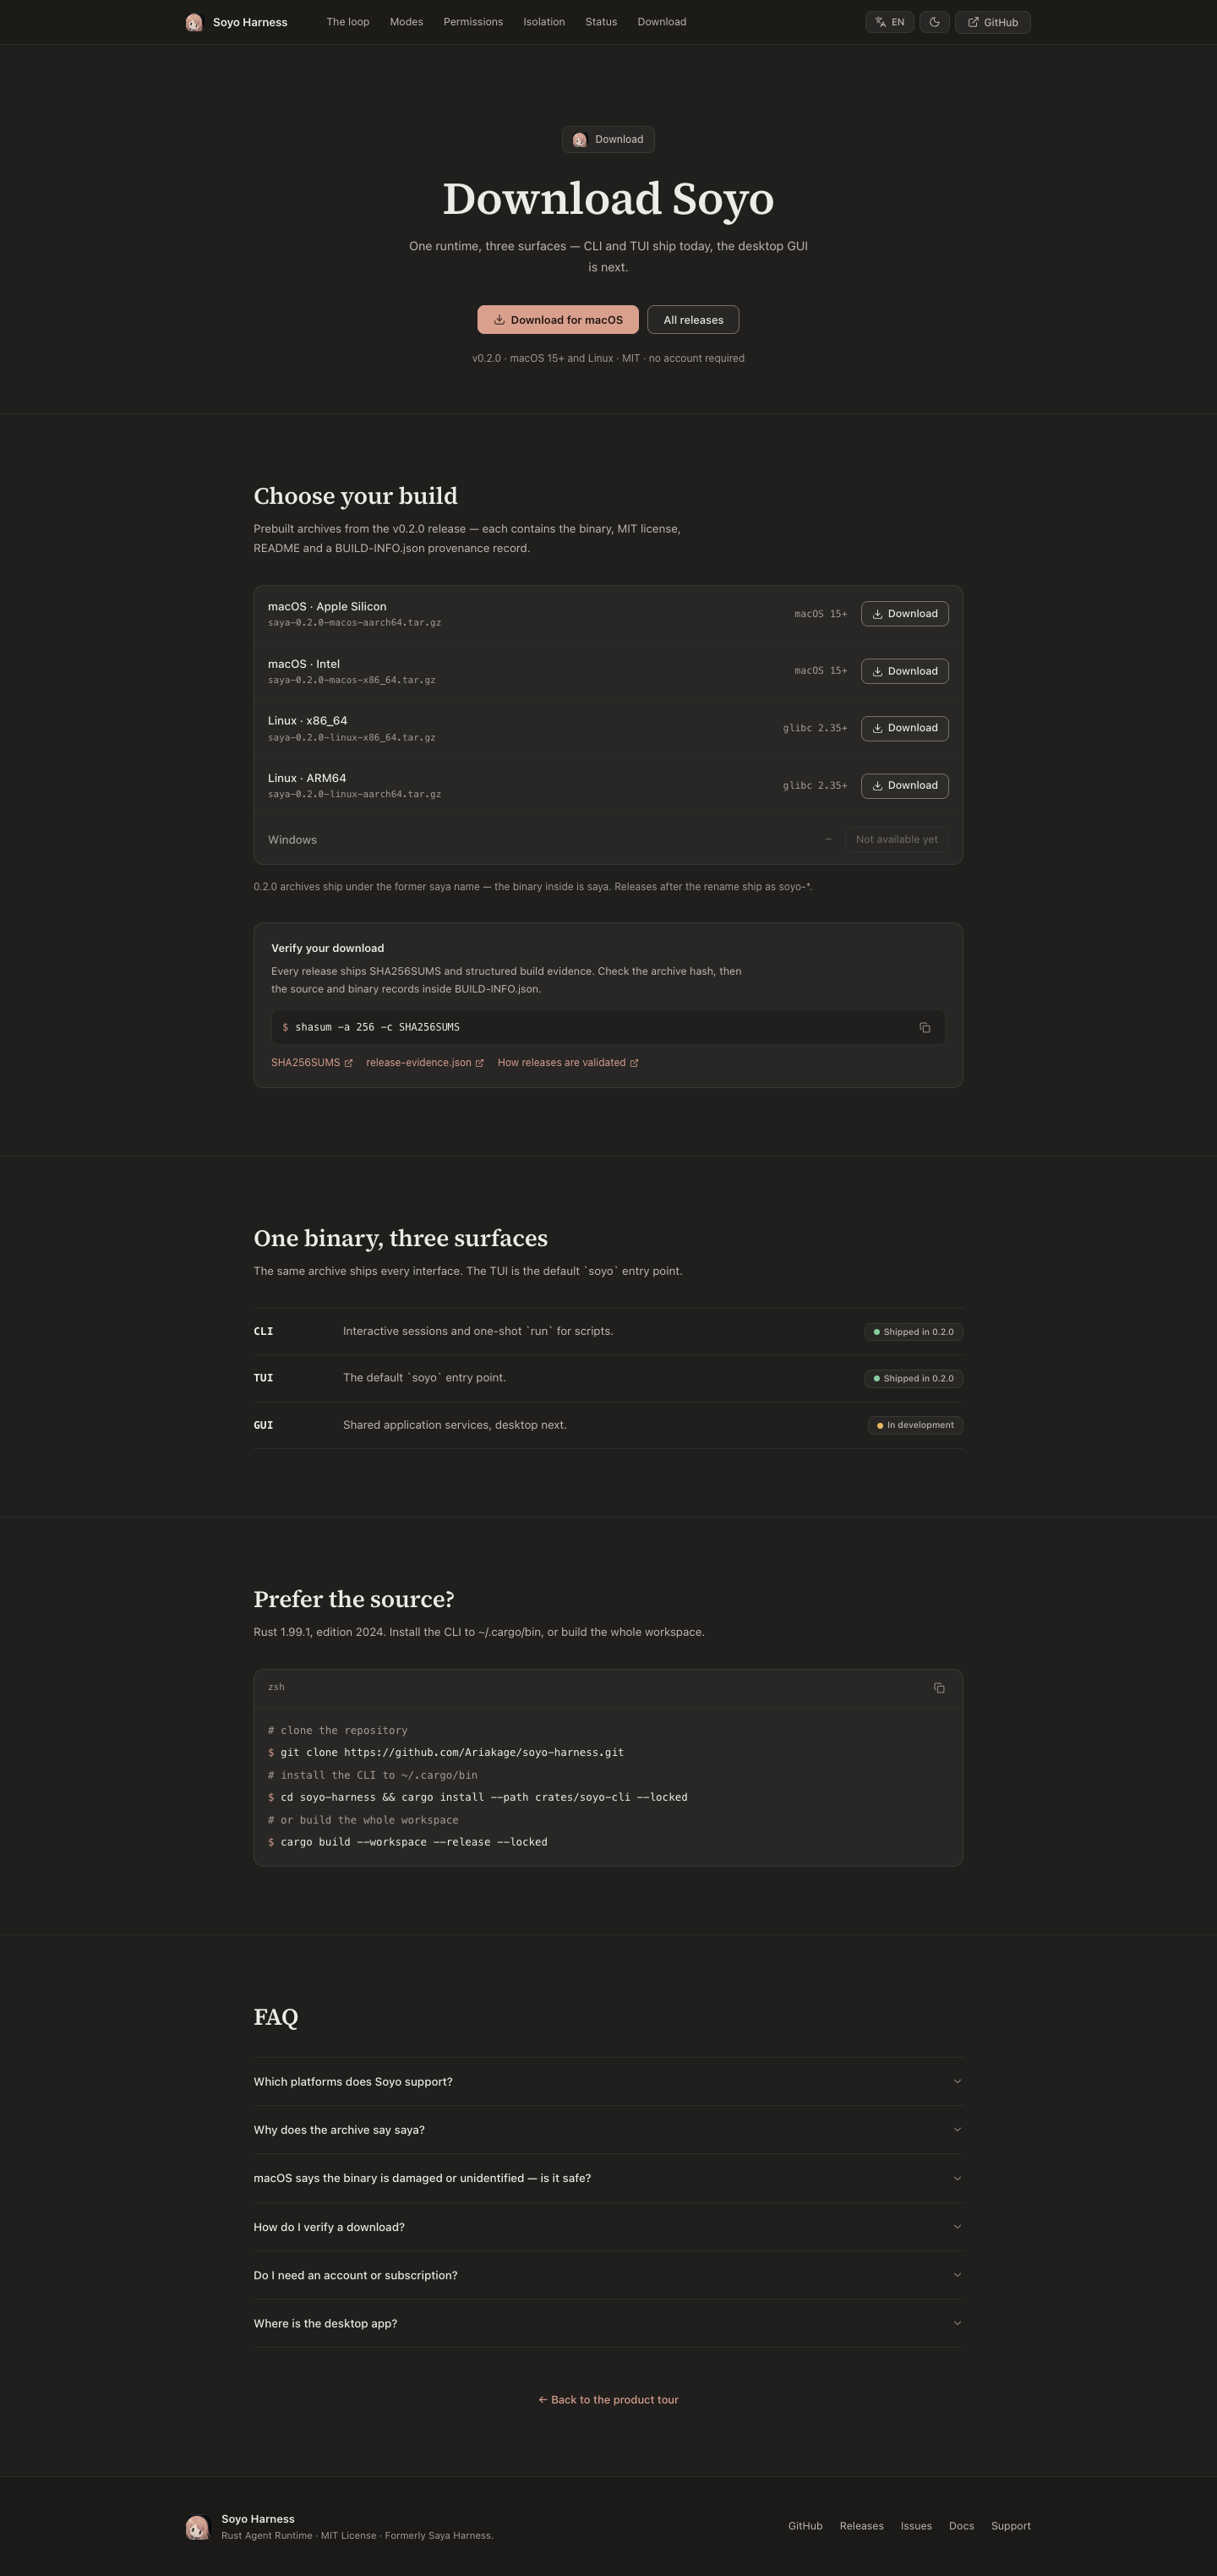 Soyo Harness
The loop
Modes
Permissions
Isolation
Status
Download
EN
GitHub
Download
Download Soyo
One runtime, three surfaces — CLI and TUI ship today, the desktop GUI
is next.
Download for macOS
All releases
v0.2.0 · macOS 15+ and Linux · MIT · no account required
Choose your build
Prebuilt archives from the v0.2.0 release — each contains the binary, MIT license,
README and a BUILD-INFO.json provenance record.
macOS · Apple Silicon
saya-0.2.0-macos-aarch64.tar.gz
macOS 15+
Download
macOS · Intel
saya-0.2.0-macos-x86_64.tar.gz
macOS 15+
Download
Linux · x86_64
saya-0.2.0-linux-x86_64.tar.gz
glibc 2.35+
Download
Linux · ARM64
saya-0.2.0-linux-aarch64.tar.gz
glibc 2.35+
Download
Windows
—
Not available yet
0.2.0 archives ship under the former saya name — the binary inside is saya. Releases after the rename ship as soyo-*.
Verify your download
Every release ships SHA256SUMS and structured build evidence. Check the archive hash, then
the source and binary records inside BUILD-INFO.json.
$ shasum -a 256 -c SHA256SUMS
SHA256SUMS
release-evidence.json
How releases are validated
One binary, three surfaces
The same archive ships every interface. The TUI is the default `soyo` entry point.
CLI
Interactive sessions and one-shot `run` for scripts.
Shipped in 0.2.0
TUI
The default `soyo` entry point.
Shipped in 0.2.0
GUI
Shared application services, desktop next.
In development
Prefer the source?
Rust 1.99.1, edition 2024. Install the CLI to ~/.cargo/bin, or build the whole workspace.
zsh
# clone the repository
$ git clone https://github.com/Ariakage/soyo-harness.git
# install the CLI to ~/.cargo/bin
$ cd soyo-harness && cargo install --path crates/soyo-cli --locked
# or build the whole workspace
$ cargo build --workspace --release --locked
FAQ
Which platforms does Soyo support?
Why does the archive say saya?
macOS says the binary is damaged or unidentified — is it safe?
How do I verify a download?
Do I need an account or subscription?
Where is the desktop app?
← Back to the product tour
Soyo Harness
Rust Agent Runtime · MIT License · Formerly Saya Harness.
GitHub
Releases
Issues
Docs
Support